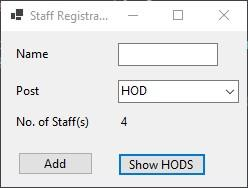 Staff Registra...
Name
Post HOD
No. of Staff(s) 4
Add Show HODS